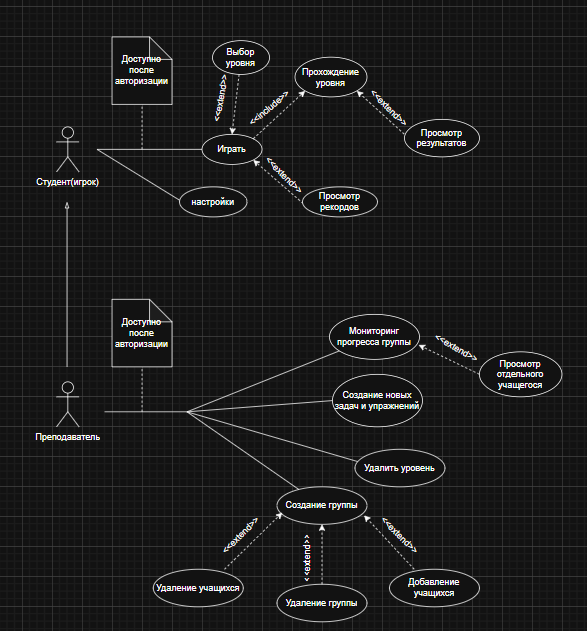 Доступно
после
авторизации
Выбор
уровня
<<extend>>
<<include>>
Прохождение
уровня
<<extend>>
Просмотр
результатов
Играть
<<extend>>
Студент(игрок)
настройки
Просмотр
рекордов
Доступно
после
авторизации
Мониторинг
прогресса группы
<<extend>>
Просмотр
отдельного
учащегося
Создание новых
задач и упражнений
Преподаватель
Удалить уровень
Создание группы
<<extend>>
<<extend>>
<<extend>>
Удаление учащихся
Удаление группы
Добавление
учащихся